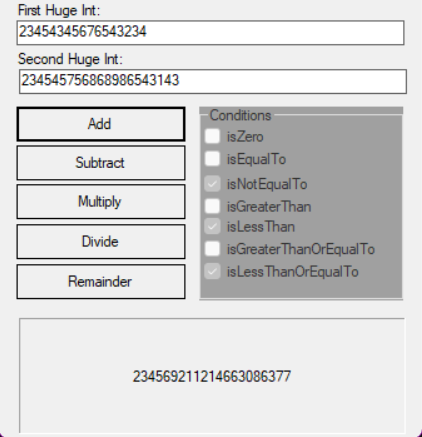 First Huge Int:
23454345676543234
Second Huge Int:
234545756868986543143
Add
Subtract
Multiply
Divide
Remainder
Conditions
isZero
isEqualTo
isNotEqualTo
isGreaterThan
isLessThan
isGreaterThanOrEqualTo
isLessThanOrEqualTo
234569211214663086377